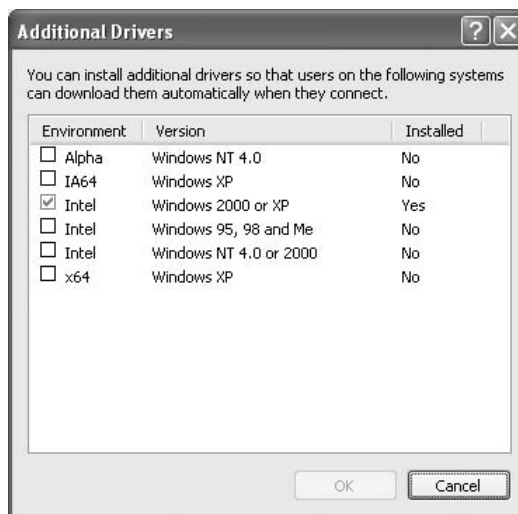 Additional Drivers
You can install additional drivers so that users on the following systems
can download them automatically when they connect.
Environment Version Installed
Alpha Windows NT 4.0 No
IA64 Windows XP No
Intel Windows 2000 or XP Yes
Intel Windows 95, 98 and Me No
Intel Windows NT 4.0 or 2000 No
x64 Windows XP No
OK Cancel